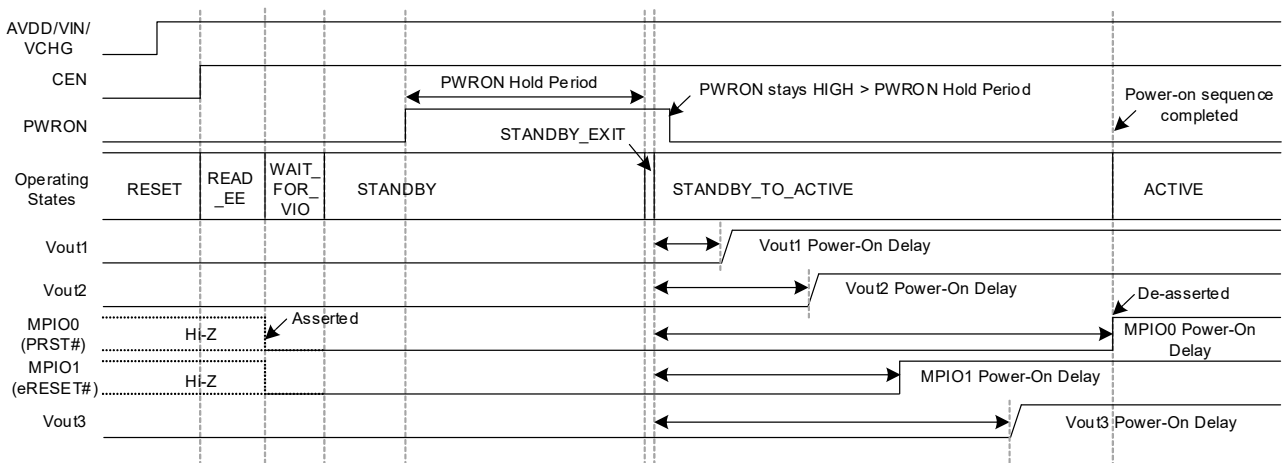 AVDD/VIN/
VCHG
CEN
PWRON Hold Period
PWRON stays HIGH > PWRON Hold Period
Power-on sequence
completed
PWRON
STANDBY_EXIT
Operating
States
RESET
READ
_EE
WAIT_
FOR_
VIO
STANDBY
STANDBY_TO_ACTIVE
ACTIVE
Vout1
Vout1 Power-On Delay
Vout2
Vout2 Power-On Delay
De-asserted
MPIO0
(PRST#)
Hi-Z
Asserted
MPIO0 Power-On
Delay
MPIO1
(eRESET#)
Hi-Z
MPIO1 Power-On Delay
Vout3
Vout3 Power-On Delay